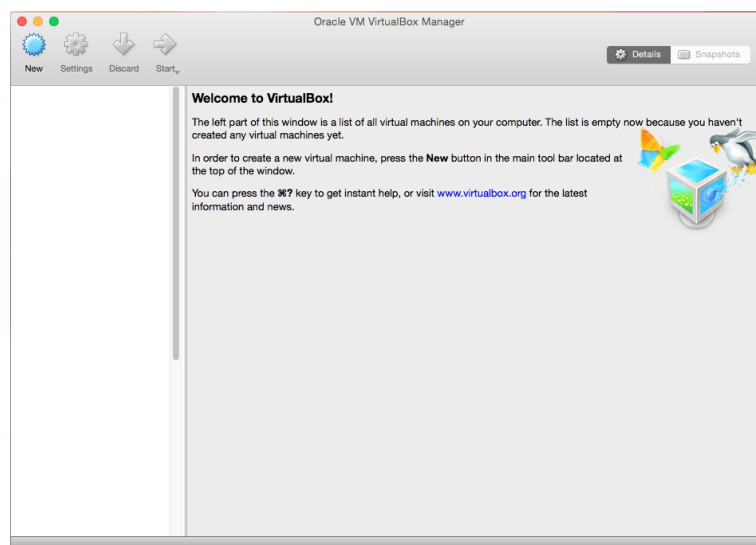 Oracle VM VirtualBox Manager
New Settings Discard Start
Details Snapshots
Welcome to VirtualBox!
The left part of this window is a list of all virtual machines on your computer. The list is empty now because you haven't
created any virtual machines yet.
In order to create a new virtual machine, press the New button in the main tool bar located at
the top of the window.
You can press the ⌘? key to get instant help, or visit www.virtualbox.org for the latest
information and news.